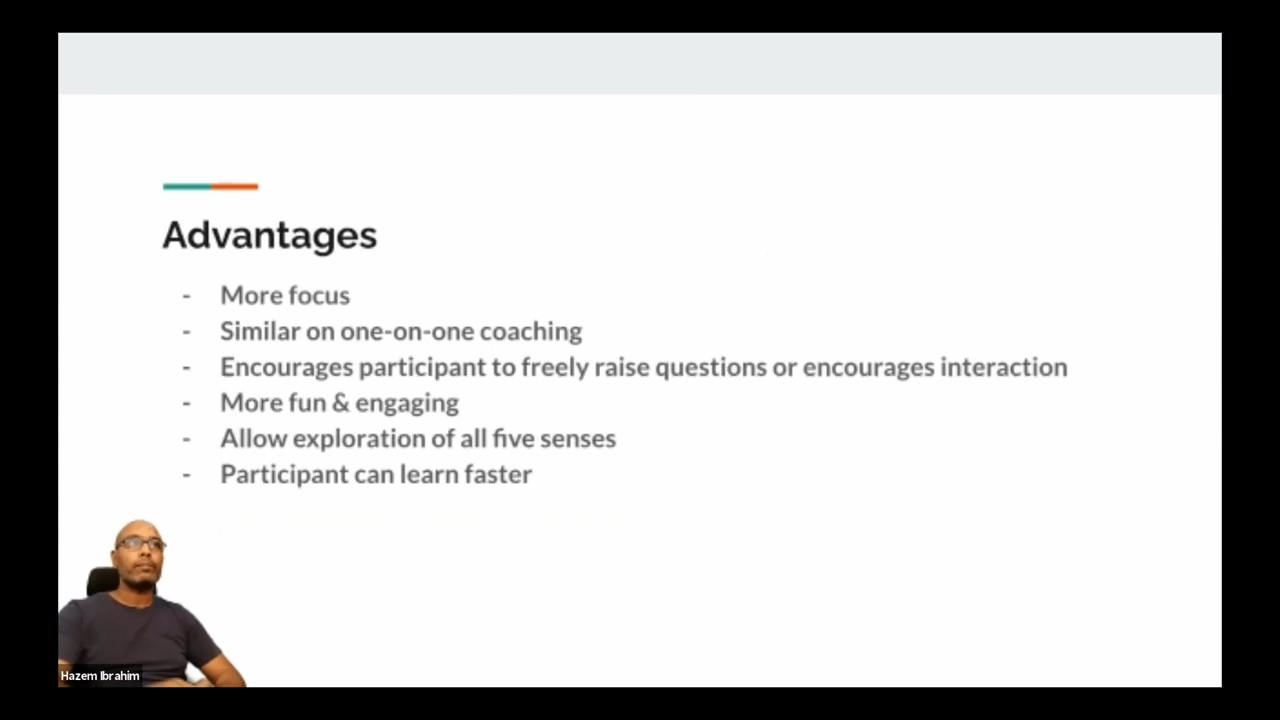 Advantages
- More focus
- Similar on one-on-one coaching
- Encourages participant to freely raise questions or encourages interaction
- More fun & engaging
- Allow exploration of all five senses
- Participant can learn faster
Hazem Ibrahim